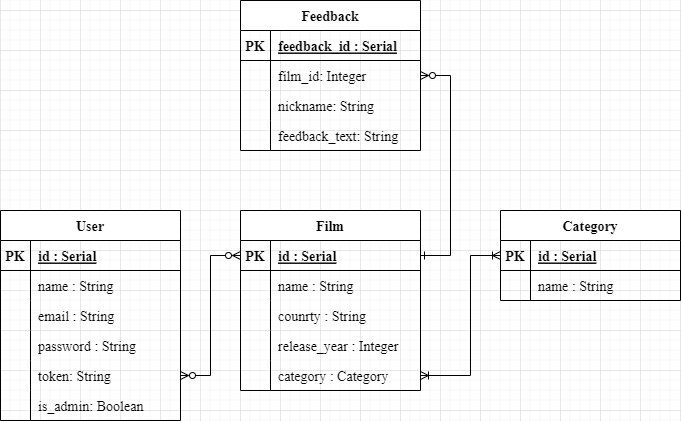 Feedback
PK feedback_id : Serial
film_id: Integer
nickname: String
feedback_text: String
User
PK id : Serial
name : String
email : String
password : String
token: String
is_admin: Boolean
Film
PK id : Serial
name : String
counrty : String
release_year : Integer
category : Category
Category
PK id : Serial
name : String